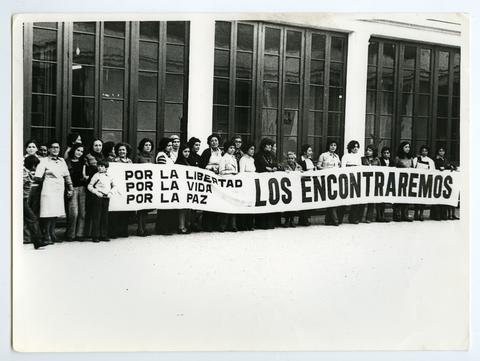 POR LA LIBERTAD
POR LA VIDA
POR LA PAZ
LOS ENCONTRAREMOS